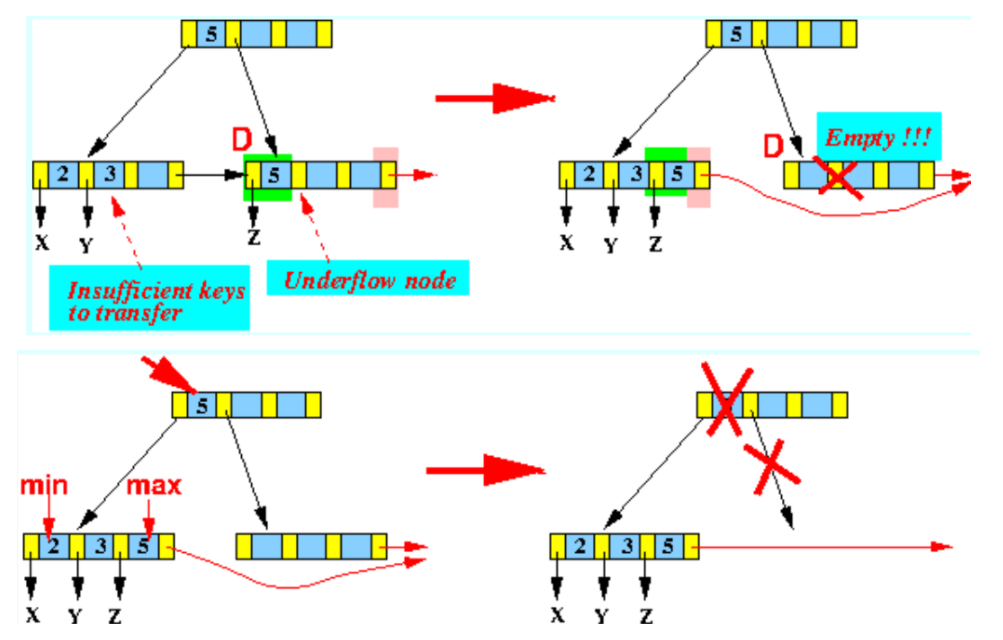 5
5
D
2 3
5
X Y
Z
Insufficient keys
to transfer
Underflow node
D
Empty !!!
2 3 5
X Y Z
5
min
max
2 3 5
X Y Z
2 3 5
X Y Z